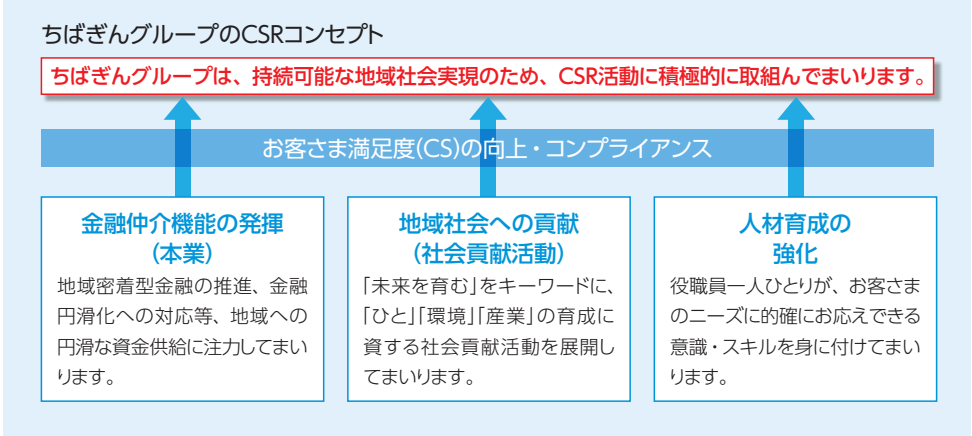 ちばぎんグループのCSRコンセプト
ちばぎんグループは、持続可能な地域社会実現のため、CSR活動に積極的に取組んでまいります。
お客さま満足度(CS)の向上・コンプライアンス
金融仲介機能の発揮
(本業)
地域密着型金融の推進、金融
円滑化への対応等、地域への
円滑な資金供給に注力してまい
ります。
地域社会への貢献
(社会貢献活動)
「未来を育む」をキーワードに、
「ひと」「環境」「産業」の育成に
資する社会貢献活動を展開し
てまいります。
人材育成の
強化
役職員一人ひとりが、お客さま
のニーズに的確にお応えできる
意識・スキルを身に付けてまい
ります。